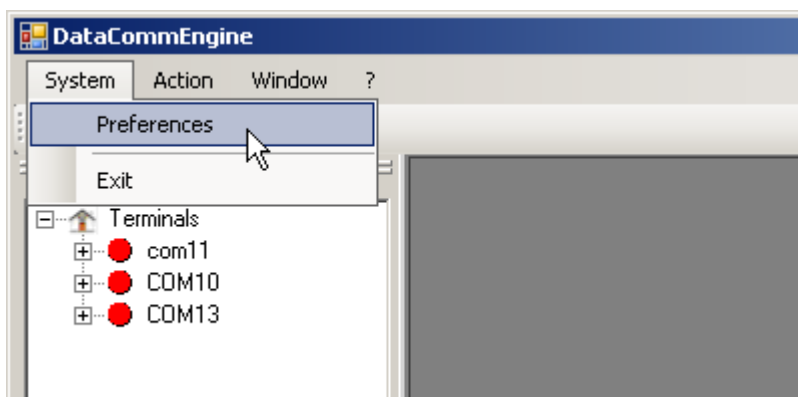 DataCommEngine
System Action Window ?
Preferences
Exit
Terminals
com11
COM10
COM13